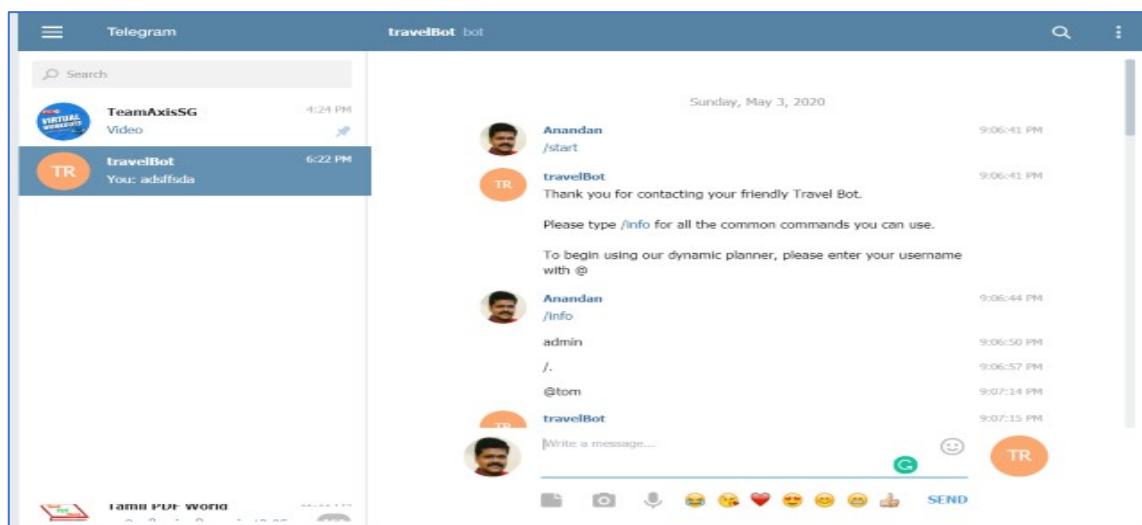 Telegram
travelBot bot
Search
Sunday, May 3, 2020
TeamAxisSG 4:24 PM
Video
travelBot 6:22 PM
TR
You: adsffsda
Anandan 9:06:41 PM
/start
travelBot 9:06:41 PM
TR
Thank you for contacting your friendly Travel Bot.
Please type /info for all the common commands you can use.
To begin using our dynamic planner, please enter your username
with @
Anandan 9:06:44 PM
/info
admin 9:06:50 PM
/. 9:06:57 PM
@tom 9:07:14 PM
travelBot 9:07:15 PM
TR
Write a message...
TR
SEND
Tamil PDF World